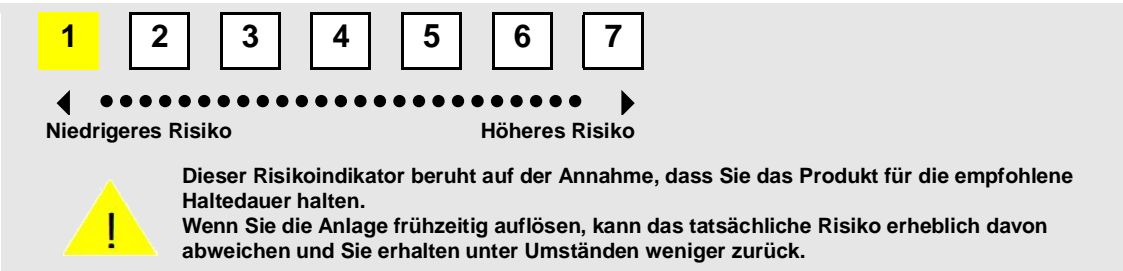 1 2 3 4 5 6 7
Niedrigeres Risiko Höheres Risiko
Dieser Risikoindikator beruht auf der Annahme, dass Sie das Produkt für die empfohlene
Haltedauer halten.
Wenn Sie die Anlage frühzeitig auflösen, kann das tatsächliche Risiko erheblich davon
abweichen und Sie erhalten unter Umständen weniger zurück.
!